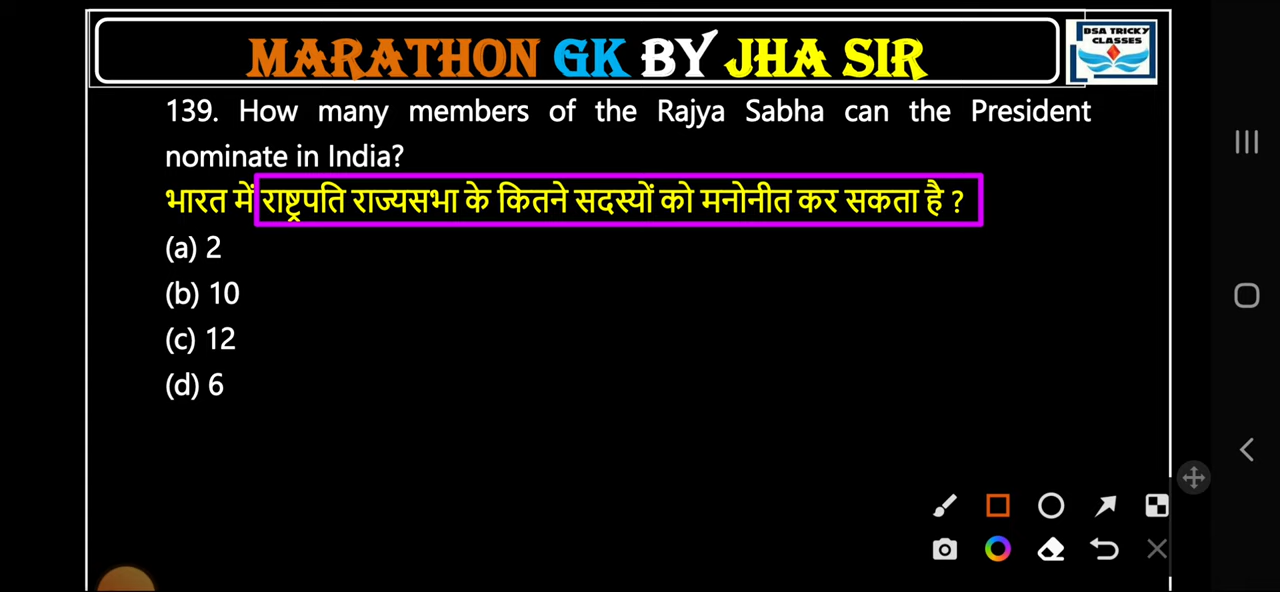 MARATHON GK BY JHA SIR
DSA TRICKY
CLASSES
139. How many members of the Rajya Sabha can the President
nominate in India?
भारत में राष्ट्रपति राज्यसभा के कितने सदस्यों को मनोनीत कर सकता है ?
(a) 2
(b) 10
(c) 12
(d) 6